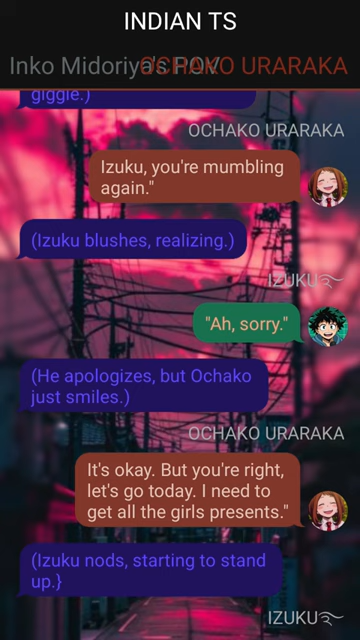 INDIAN TS
Inko Midoriya's POV
OCHAKO URARAKA
giggle.)
OCHAKO URARAKA
Izuku, you're mumbling
again."
(Izuku blushes, realizing.)
IZUKU
"Ah, sorry."
(He apologizes, but Ochako
just smiles.)
OCHAKO URARAKA
It's okay. But you're right,
let's go today. I need to
get all the girls presents."
(Izuku nods, starting to stand
up.}
IZUKU